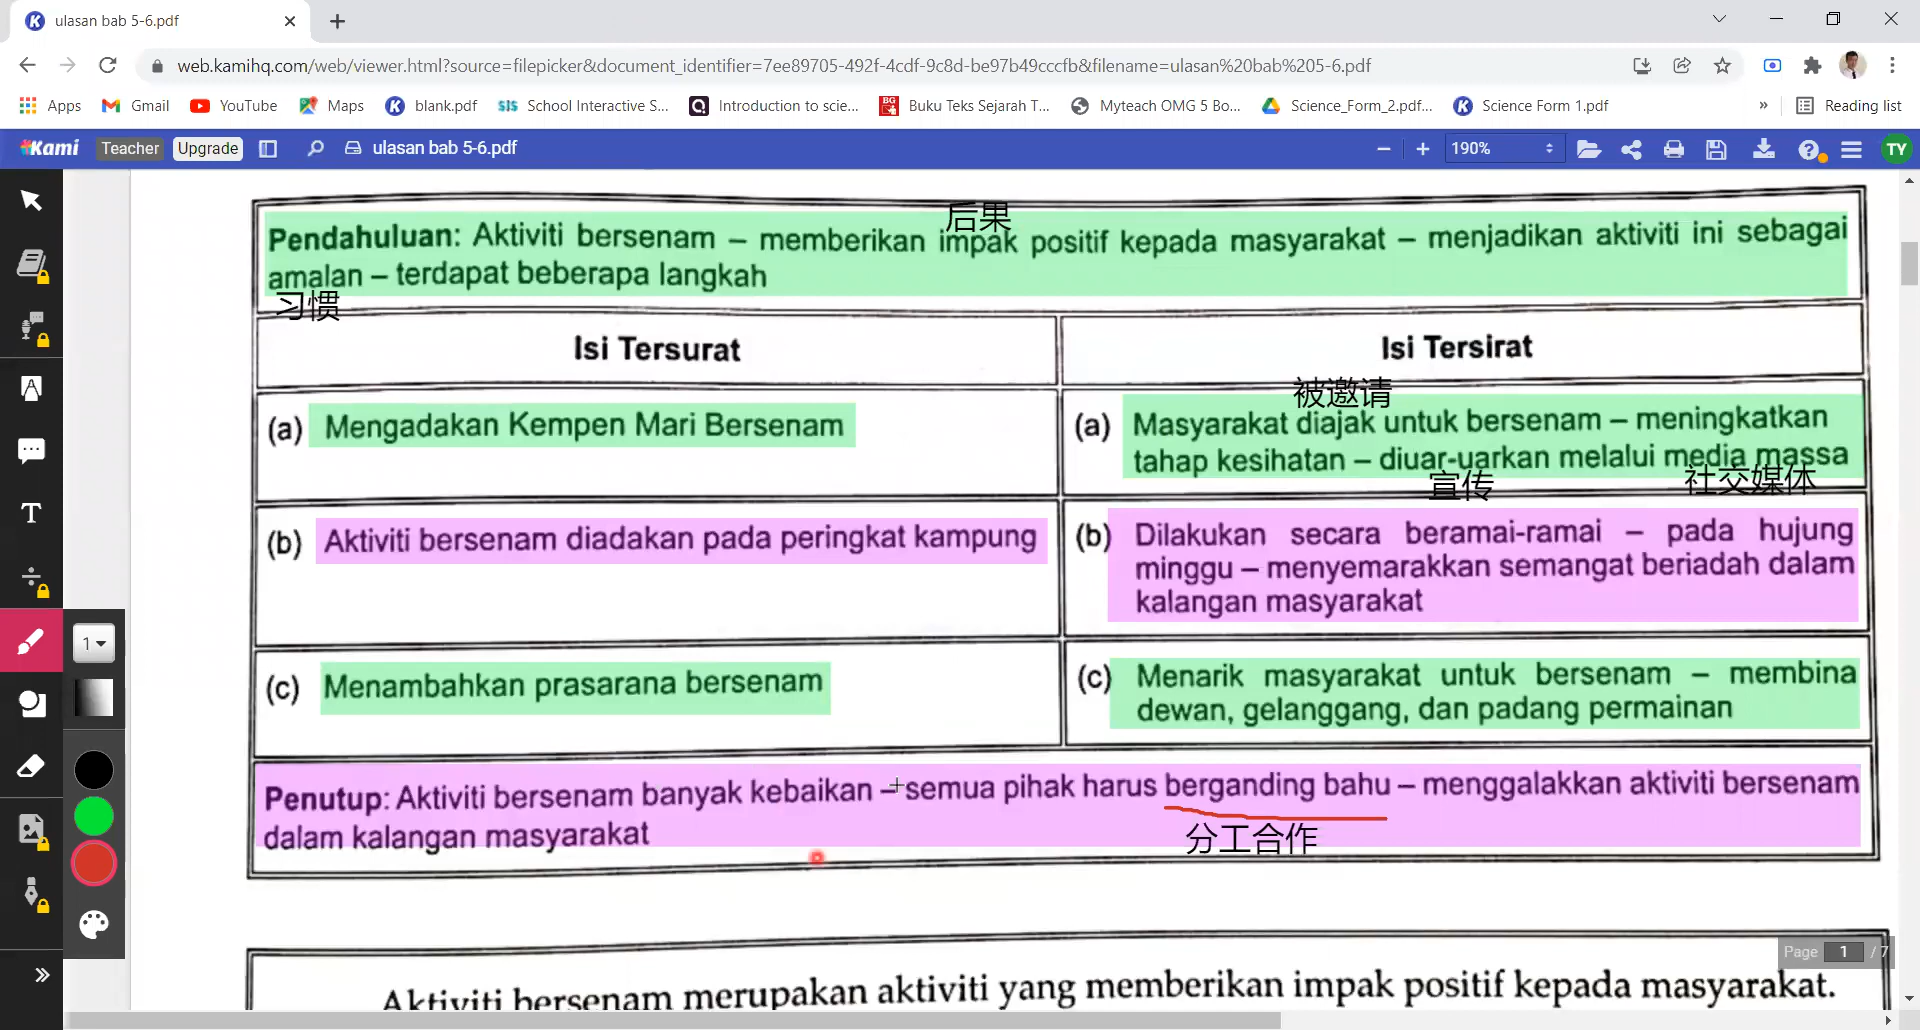 ulasan bab 5-6.pdf
web.kamihq.com/web/viewer.html?source=filepicker&document_identifier=7ee89705-492f-4cdf-9c8d-be97b49cccfb&filename=ulasan%20bab%205-6.pdf
Apps Gmail YouTube Maps blank.pdf School Interactive S... Introduction to scie... Buku Teks Sejarah T... Myteach OMG 5 Bo... Science_Form_2.pdf... Science Form 1.pdf » Reading list
Kami Teacher Upgrade ulasan bab 5-6.pdf 190% TY
后果
Pendahuluan: Aktiviti bersenam – memberikan impak positif kepada masyarakat – menjadikan aktiviti ini sebagai
amalan – terdapat beberapa langkah
习惯
Isi Tersurat Isi Tersirat
被邀请
(a) Mengadakan Kempen Mari Bersenam
(a) Masyarakat diajak untuk bersenam – meningkatkan
tahap kesihatan – diuar-uarkan melalui media massa
宣传 社交媒体
(b) Aktiviti bersenam diadakan pada peringkat kampung
(b) Dilakukan secara beramai-ramai – pada hujung
minggu – menyemarakkan semangat beriadah dalam
kalangan masyarakat
(c) Menambahkan prasarana bersenam
(c) Menarik masyarakat untuk bersenam – membina
dewan, gelanggang, dan padang permainan
Penutup: Aktiviti bersenam banyak kebaikan – semua pihak harus berganding bahu – menggalakkan aktiviti bersenam
dalam kalangan masyarakat
分工合作
Aktiviti bersenam merupakan aktiviti yang memberikan impak positif kepada masyarakat.
Page 1 / 7
1